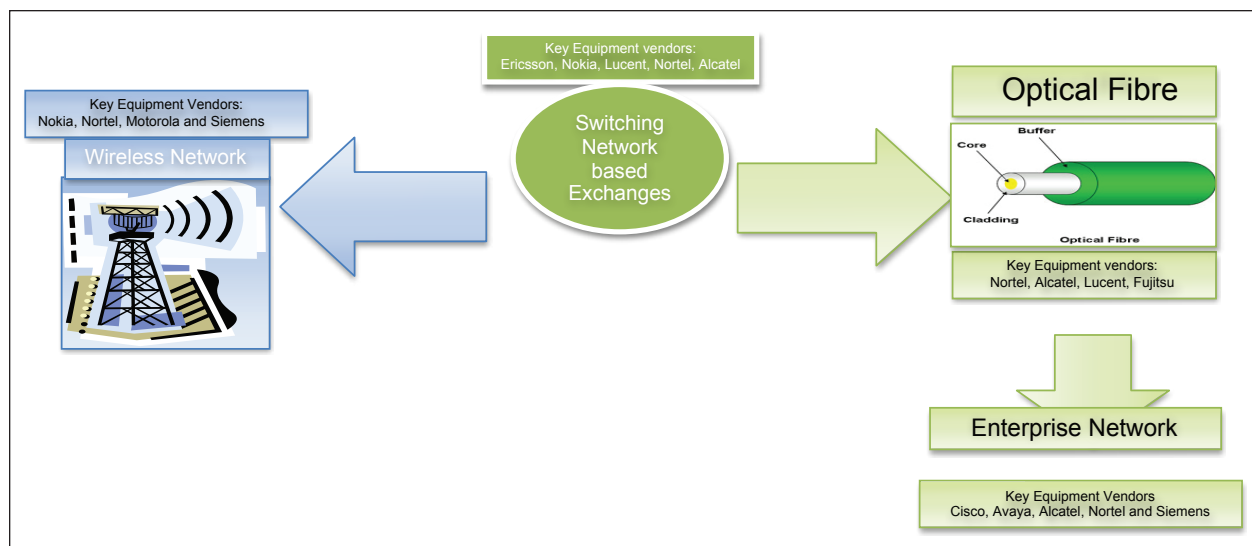 Key Equipment vendors:
Ericsson, Nokia, Lucent, Nortel, Alcatel
Switching
Network
based
Exchanges
Key Equipment Vendors:
Nokia, Nortel, Motorola and Siemens
Wireless Network
Optical Fibre
Buffer
Core
Cladding
Optical Fibre
Key Equipment vendors:
Nortel, Alcatel, Lucent, Fujitsu
Enterprise Network
Key Equipment Vendors
Cisco, Avaya, Alcatel, Nortel and Siemens